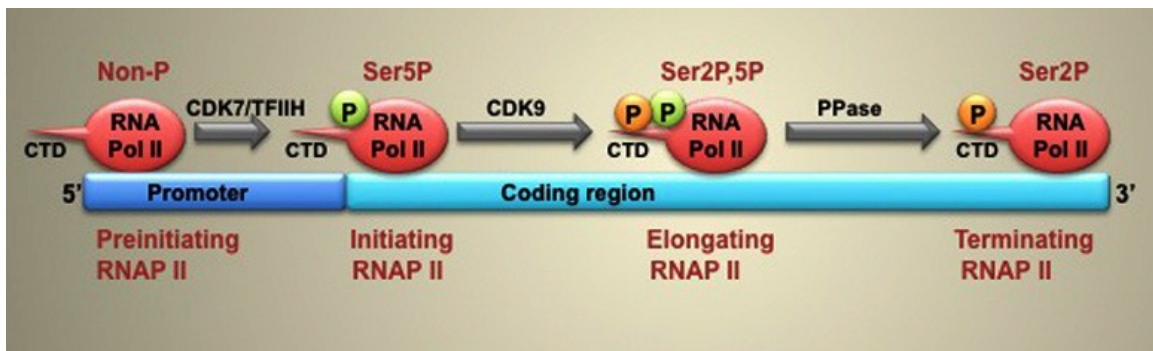 Non-P
Ser5P
Ser2P,5P
Ser2P
CDK7/TFIIH
CDK9
PPase
P
P
P
P
RNA
Pol II
RNA
Pol II
RNA
Pol II
RNA
Pol II
CTD
CTD
CTD
CTD
5’
Promoter
Coding region
3’
Preinitiating
RNAP II
Initiating
RNAP II
Elongating
RNAP II
Terminating
RNAP II